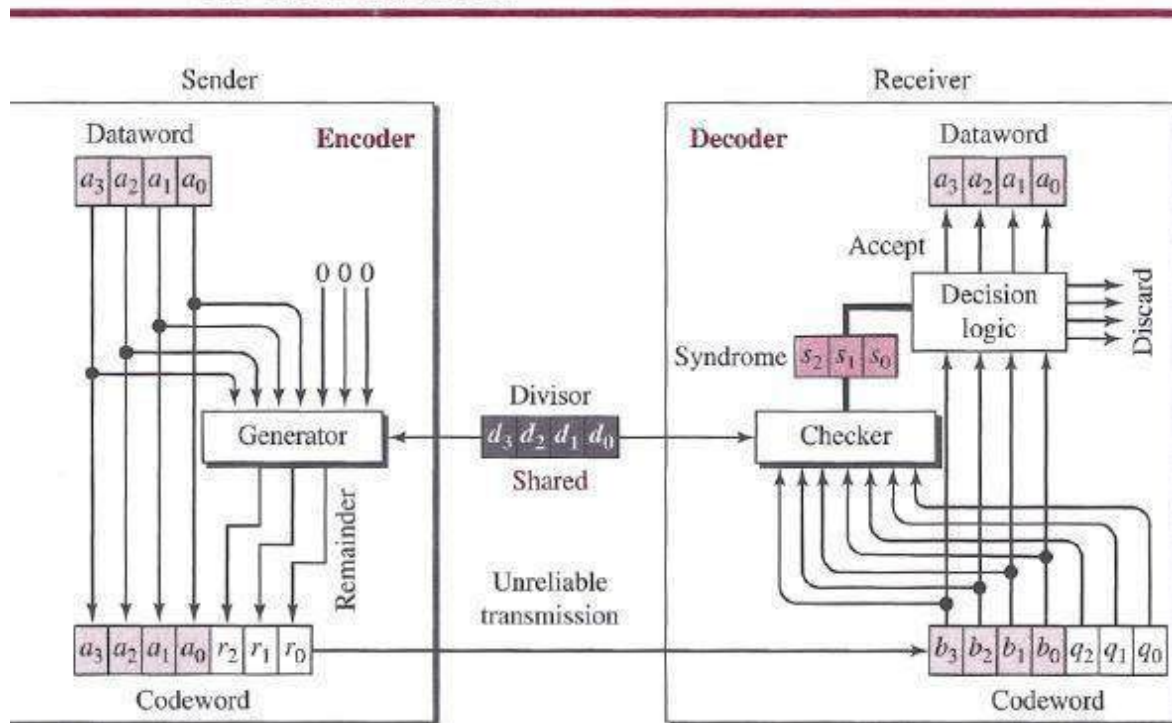 Sender
Receiver
Dataword
Encoder
a3 a2 a1 a0
0 0 0
Generator
Remainder
a3 a2 a1 a0 r2 r1 r0
Codeword
Divisor
d3 d2 d1 d0
Shared
Unreliable
transmission
Decoder
Dataword
a3 a2 a1 a0
Accept
Decision
logic
Discard
Syndrome
s2 s1 s0
Checker
b3 b2 b1 b0 q2 q1 q0
Codeword